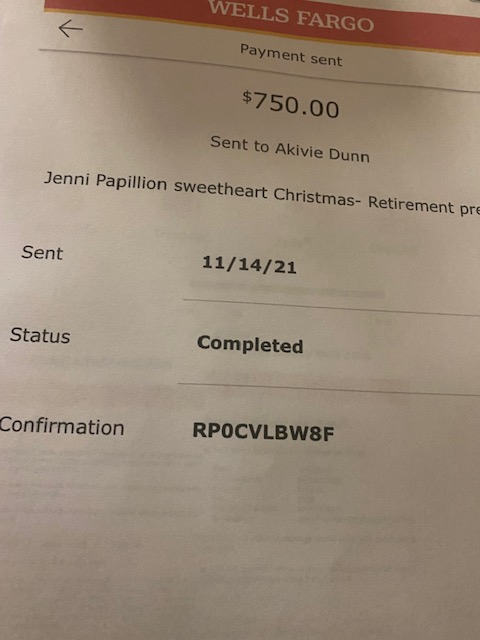 WELLS FARGO
Payment sent
$750.00
Sent to Akivie Dunn
Jenni Papillion sweetheart Christmas- Retirement pre
Sent 11/14/21
Status Completed
Confirmation RP0CVLBW8F